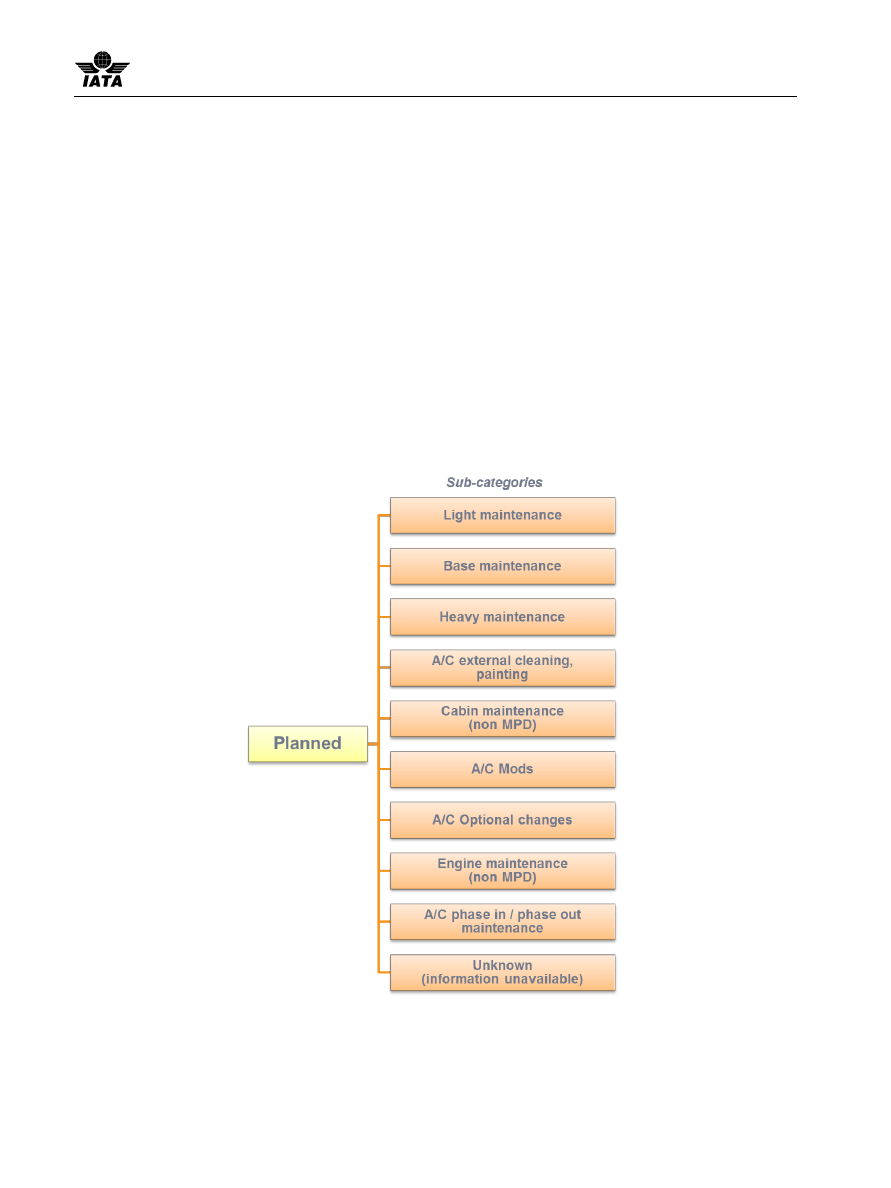 IATA
Sub-categories
Light maintenance
Base maintenance
Heavy maintenance
A/C external cleaning,
painting
Cabin maintenance
(non MPD)
Planned
A/C Mods
A/C Optional changes
Engine maintenance
(non MPD)
A/C phase in / phase out
maintenance
Unknown
(information unavailable)